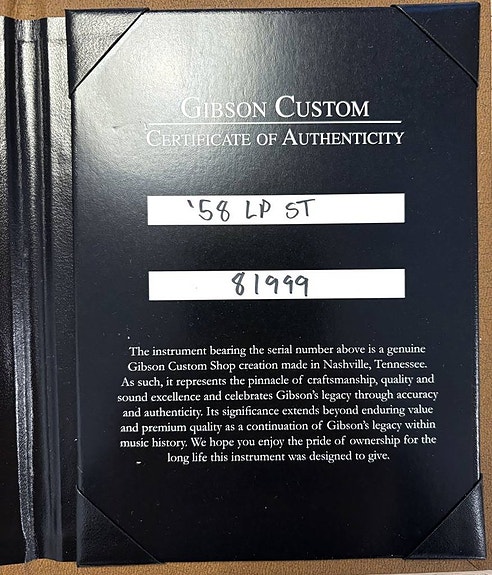 GIBSON CUSTOM
CERTIFICATE OF AUTHENTICITY
'58 LP ST
81999
The instrument bearing the serial number above is a genuine
Gibson Custom Shop creation made in Nashville, Tennessee.
As such, it represents the pinnacle of craftsmanship, quality and
sound excellence and celebrates Gibson's legacy through accuracy
and authenticity. Its significance extends beyond enduring value
and premium quality as a continuation of Gibson's legacy within
music history. We hope you enjoy the pride of ownership for the
long life this instrument was designed to give.